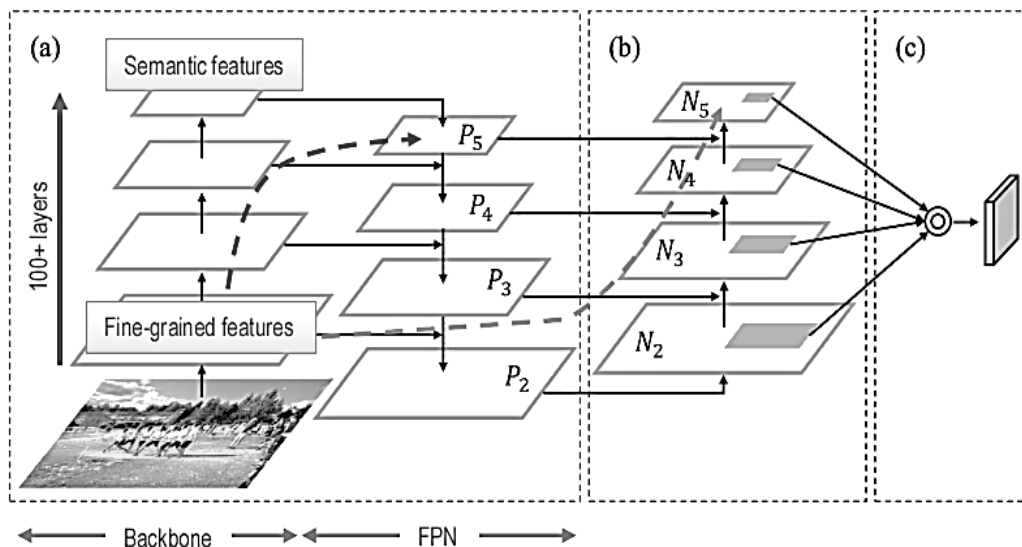 (a)
(b)
(c)
Semantic features
P5
N5
P4
N4
100+ layers
P3
N3
Fine-grained features
P2
N2
Backbone
FPN